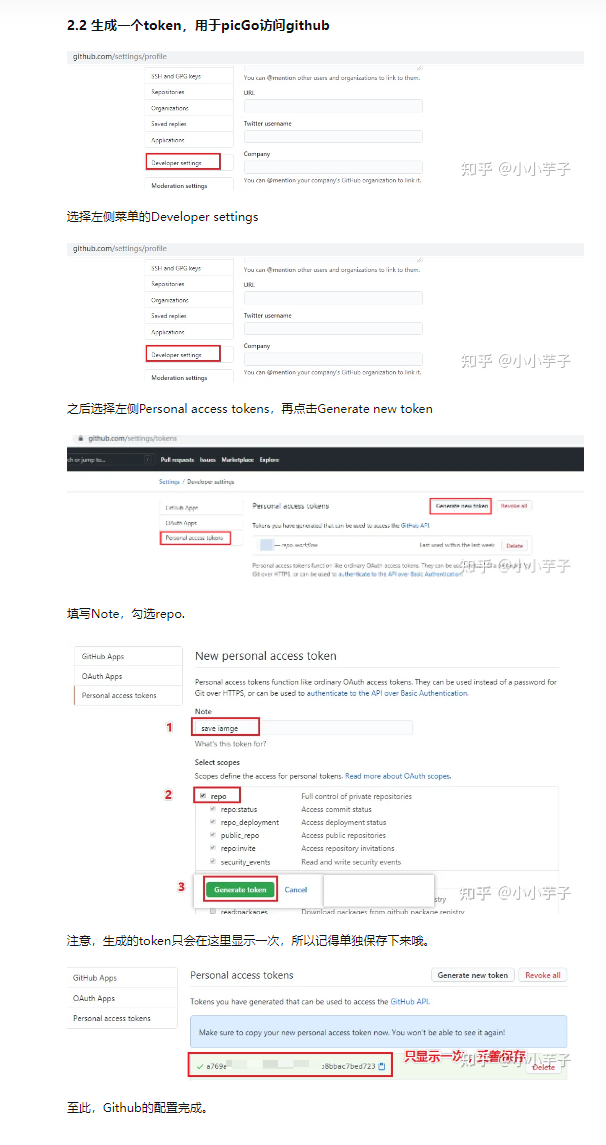 2.2 生成一个token，用于picGo访问github
github.com/settings/profile
SSH and GPG keys
You can @mention other users and organizations to link to them.
Repositories
URL
Organizations
Saved replies
Twitter username
Applications
Company
Developer settings
You can @mention your company's GitHub organization to link it.
Moderation settings
知乎 @小小芋子
选择左侧菜单的Developer settings
github.com/settings/profile
SSH and GPG keys
You can @mention other users and organizations to link to them.
Repositories
URL
Organizations
Saved replies
Twitter username
Applications
Company
Developer settings
You can @mention your company's GitHub organization to link it.
Moderation settings
知乎 @小小芋子
之后选择左侧Personal access tokens，再点击Generate new token
github.com/settings/tokens
ch or jump to... / Pull requests Issues Marketplace Explore
Settings / Developer settings
GitHub Apps
OAuth Apps
Personal access tokens
Personal access tokens Generate new token Revoke all
Tokens you have generated that can be used to access the GitHub API.
— repo, workflow Last used within the last week Delete
Personal access tokens function like ordinary OAuth access tokens. They can be used instead of a password for
Git over HTTPS, or can be used to authenticate to the API over Basic Authentication.
知乎 @小小芋子
填写Note，勾选repo.
GitHub Apps
OAuth Apps
Personal access tokens
New personal access token
Personal access tokens function like ordinary OAuth access tokens. They can be used instead of a password for
Git over HTTPS, or can be used to authenticate to the API over Basic Authentication.
Note
1 save iamge
What's this token for?
Select scopes
Scopes define the access for personal tokens. Read more about OAuth scopes.
2 repo Full control of private repositories
repo:status Access commit status
repo_deployment Access deployment status
public_repo Access public repositories
repo:invite Access repository invitations
security_events Read and write security events
3 Generate token Cancel
istry
read:packages Download packages from github package registry
知乎 @小小芋子
注意，生成的token只会在这里显示一次，所以记得单独保存下来哦。
GitHub Apps
OAuth Apps
Personal access tokens
Personal access tokens Generate new token Revoke all
Tokens you have generated that can be used to access the GitHub API.
Make sure to copy your new personal access token now. You won't be able to see it again!
✓ a769e b8bbac7bed723 只显示一次，妥善保存
Delete
知乎 @小小芋子
至此，Github的配置完成。